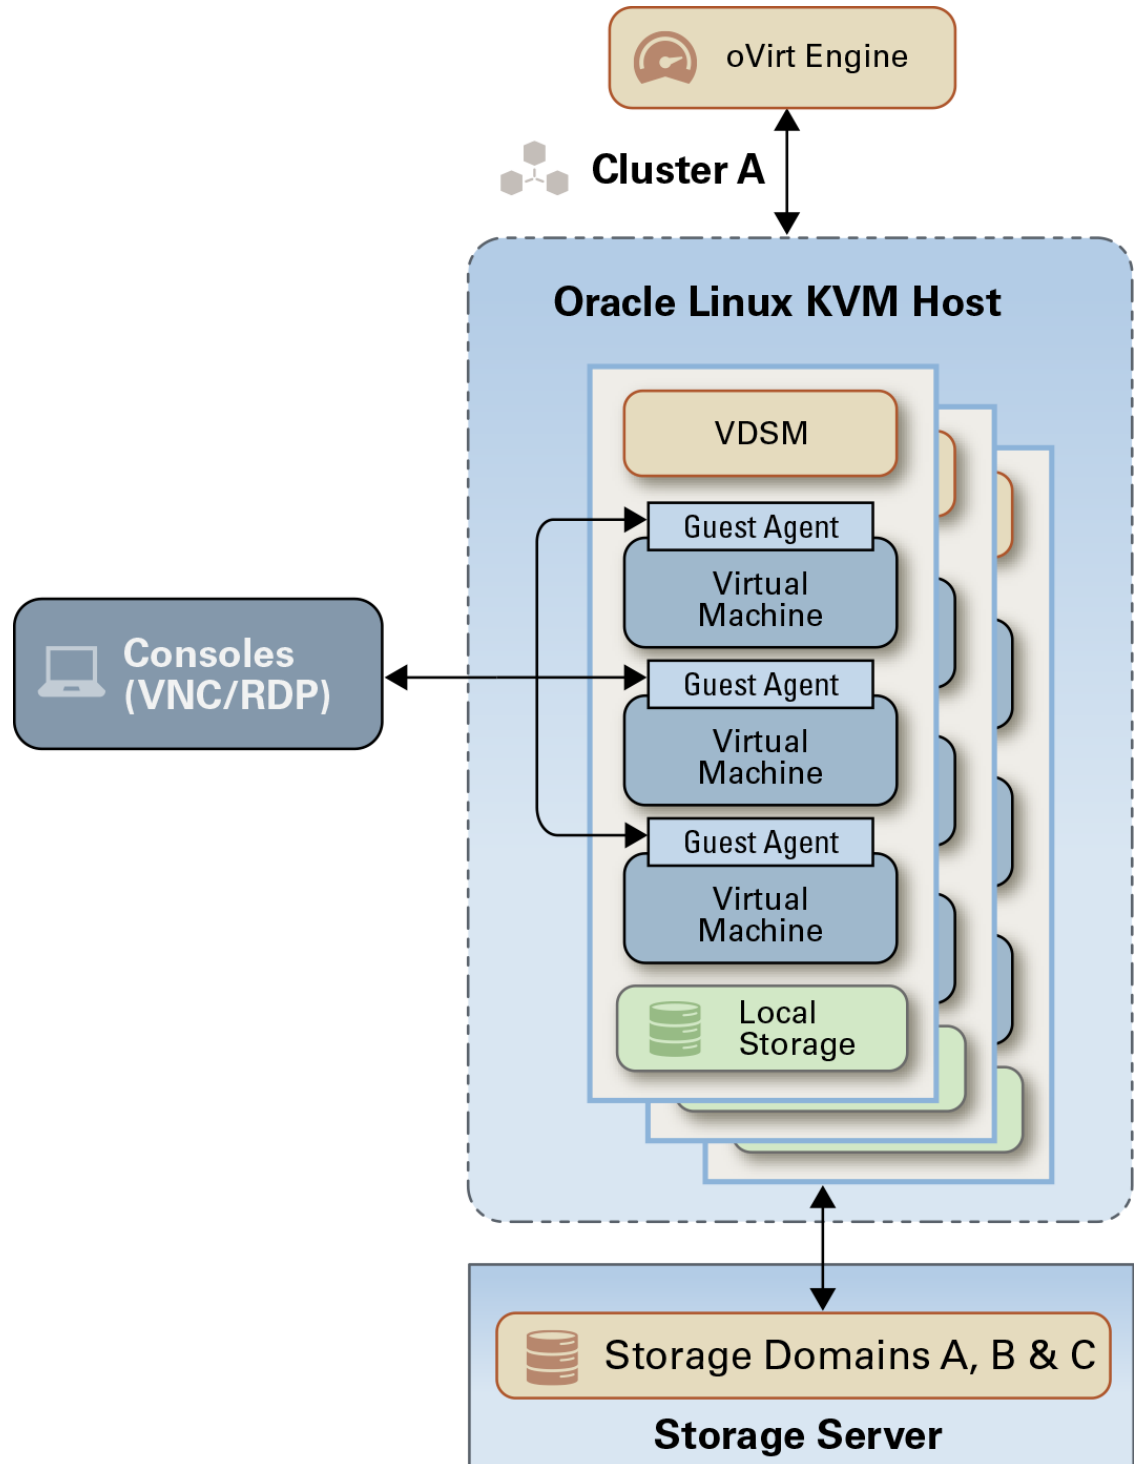 oVirt Engine
Cluster A
Oracle Linux KVM Host
VDSM
Guest Agent
Virtual
Machine
Consoles
(VNC/RDP)
Guest Agent
Virtual
Machine
Guest Agent
Virtual
Machine
Local
Storage
Storage Domains A, B & C
Storage Server